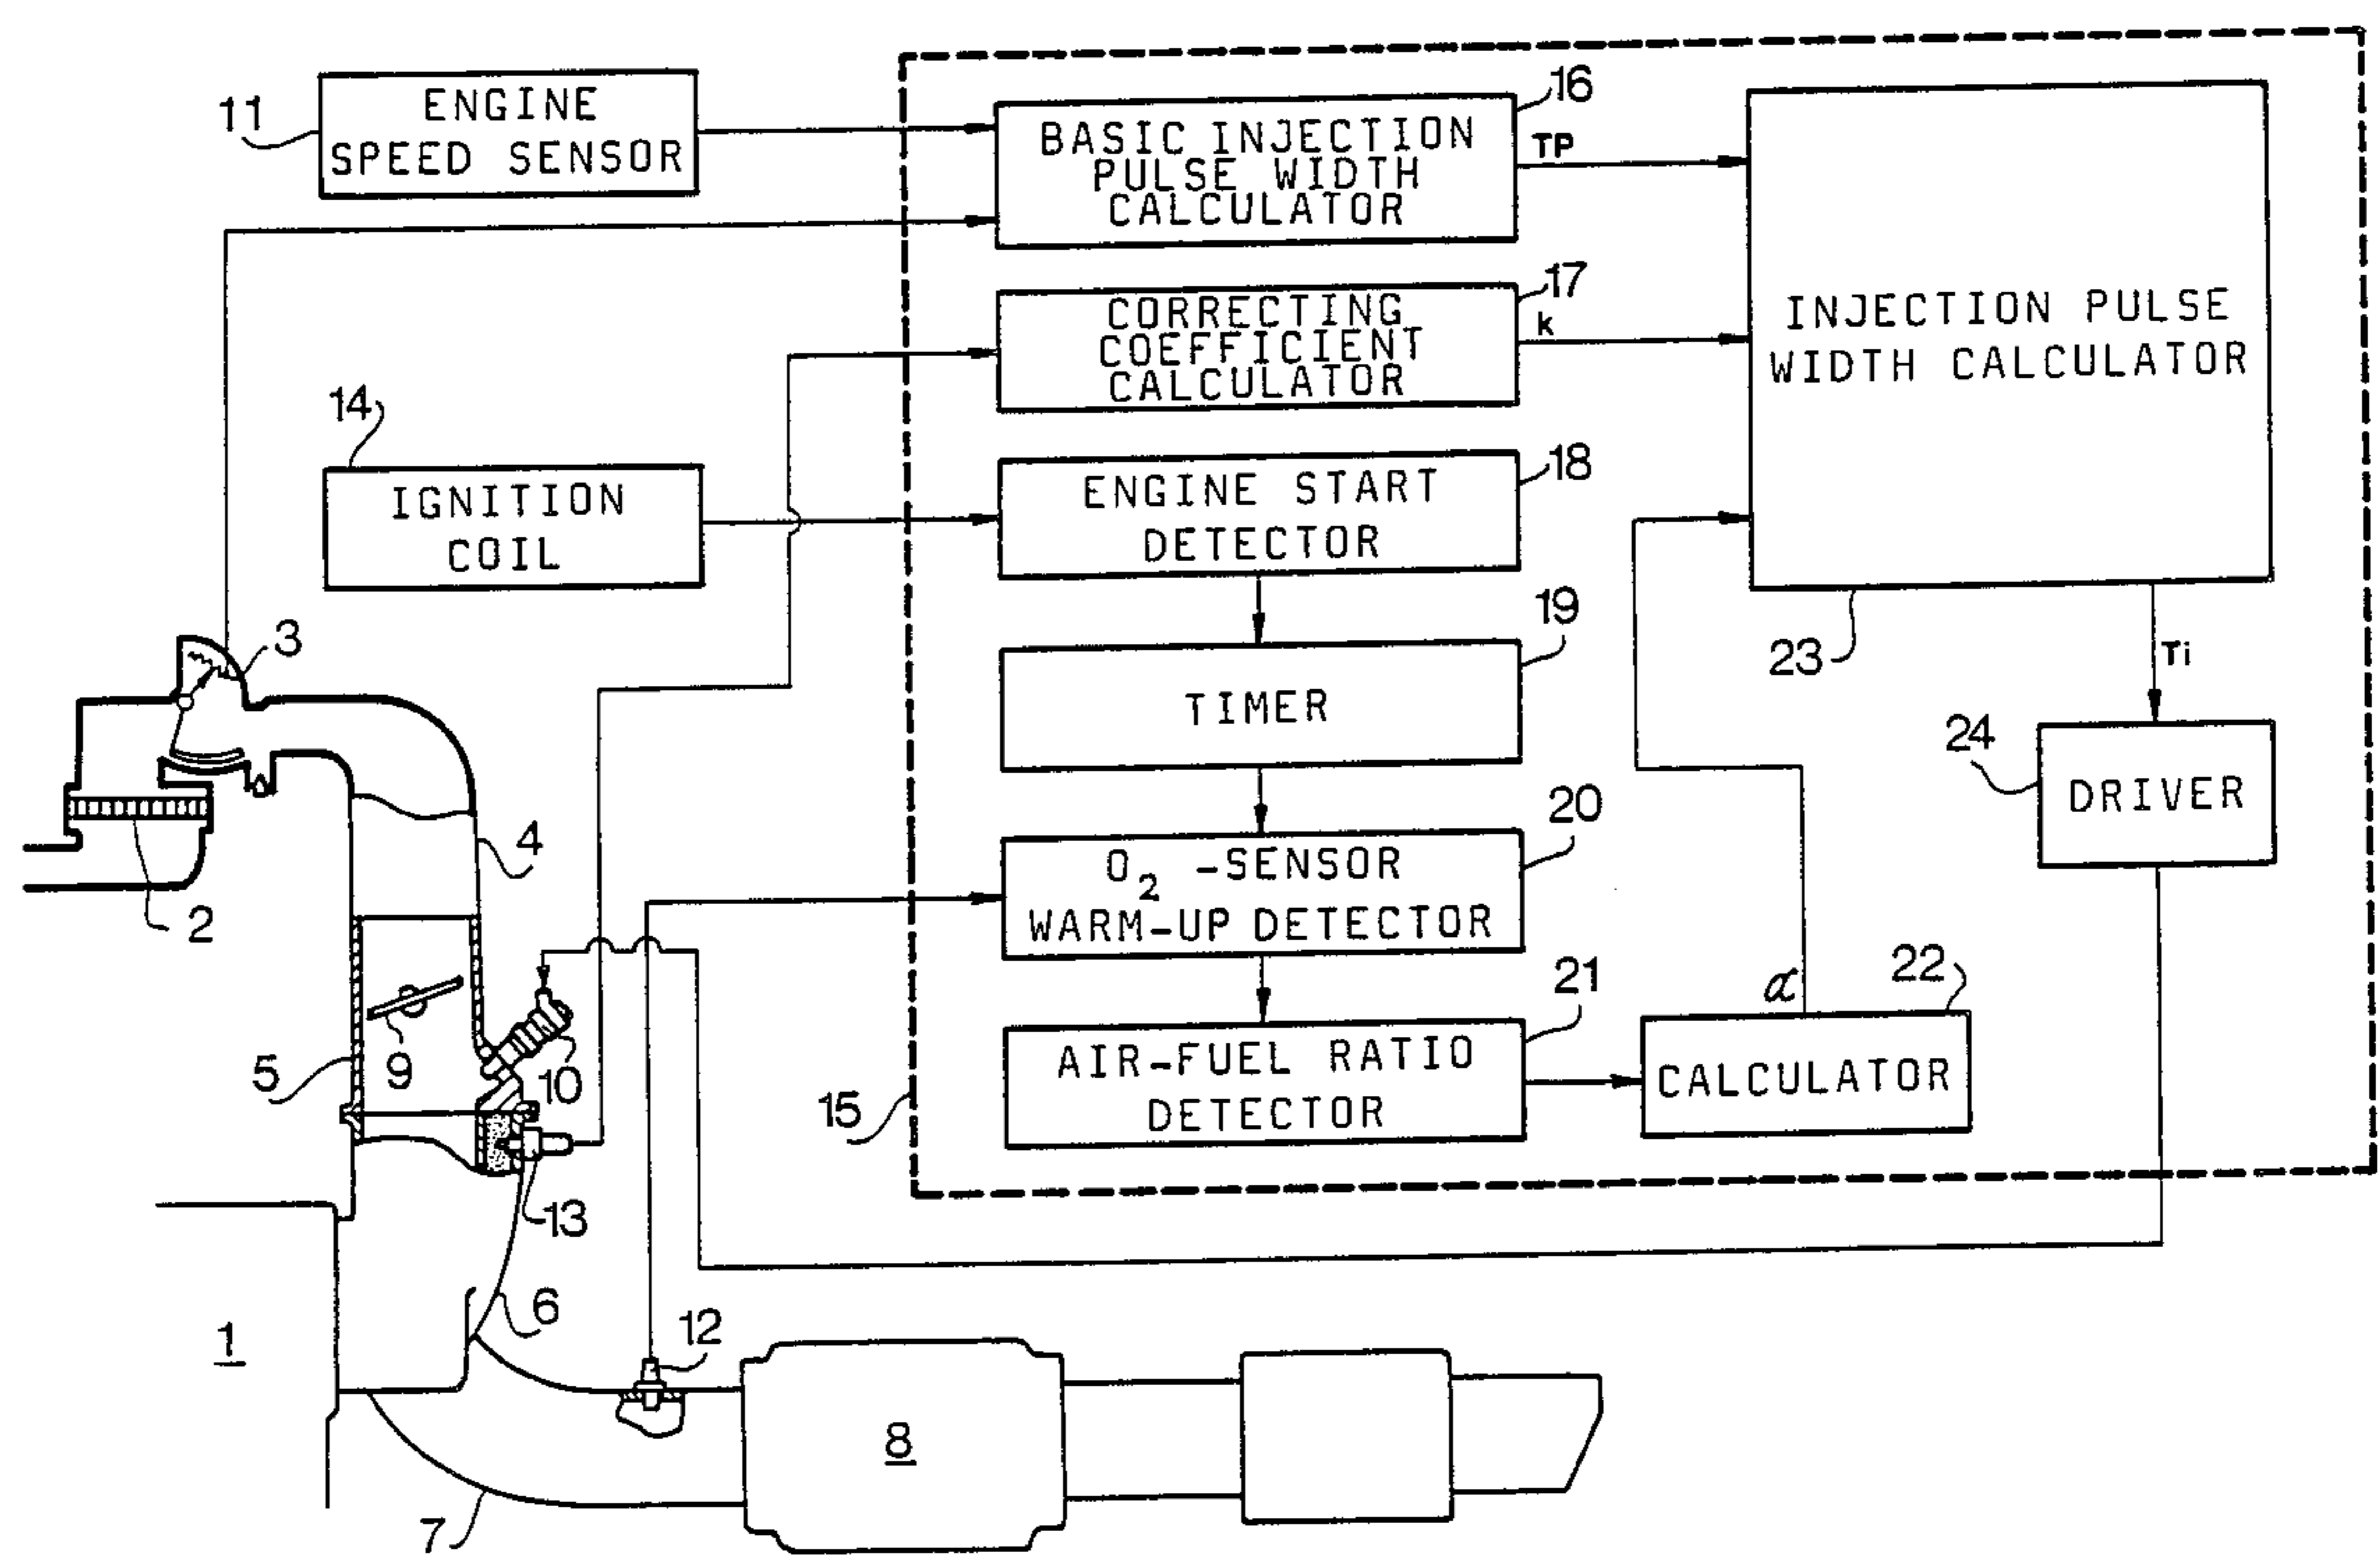 11
ENGINE
SPEED SENSOR
16
BASIC INJECTION
PULSE WIDTH
CALCULATOR
TP
17
CORRECTING
COEFFICIENT
CALCULATOR
k
INJECTION PULSE
WIDTH CALCULATOR
14
IGNITION
COIL
18
ENGINE START
DETECTOR
19
TIMER
23
Ti
3
24
DRIVER
20
O2 -SENSOR
WARM-UP DETECTOR
4
2
21
AIR-FUEL RATIO
DETECTOR
α
22
CALCULATOR
5
9
10
15
13
6
12
1
8
7